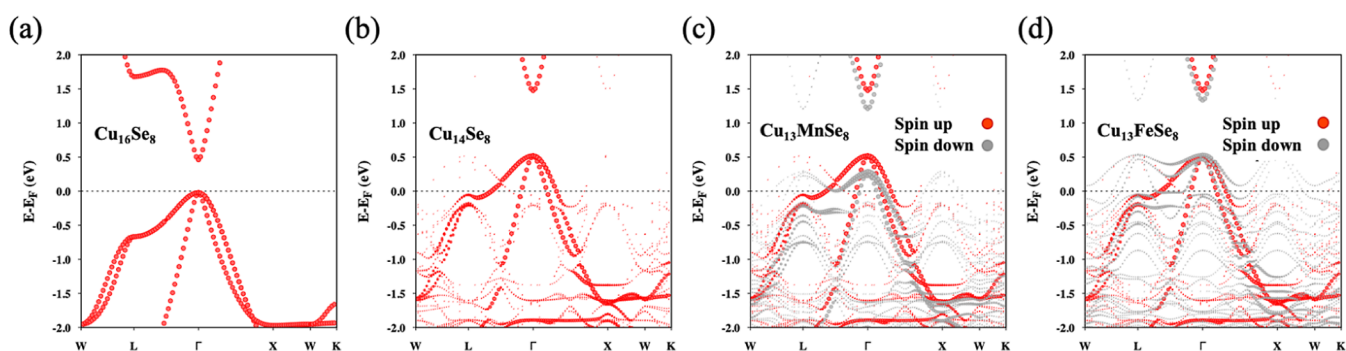 (a)
E-E_F (eV)
2.0
1.5
1.0
0.5
0.0
-0.5
-1.0
-1.5
-2.0
Cu₁₆Se₈
W L Γ X W K
(b)
E-E_F (eV)
2.0
1.5
1.0
0.5
0.0
-0.5
-1.0
-1.5
-2.0
Cu₁₄Se₈
W L Γ X W K
(c)
E-E_F (eV)
2.0
1.5
1.0
0.5
0.0
-0.5
-1.0
-1.5
-2.0
Cu₁₃MnSe₈
Spin up
Spin down
W L Γ X W K
(d)
E-E_F (eV)
2.0
1.5
1.0
0.5
0.0
-0.5
-1.0
-1.5
-2.0
Cu₁₃FeSe₈
Spin up
Spin down
W L Γ X W K